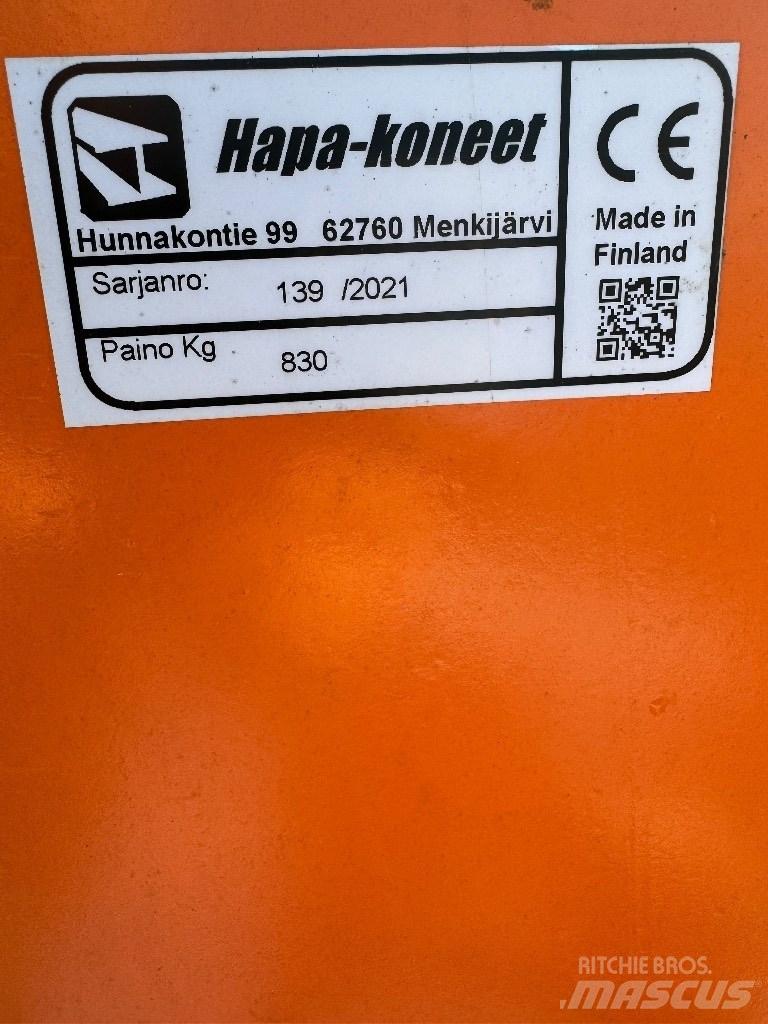 Hapa-koneet
Hunnakontie 99 62760 Menkijärvi
Sarjanro: 139 /2021
Paino Kg 830
CE
Made in
Finland
RITCHIE BROS.
MASCUS